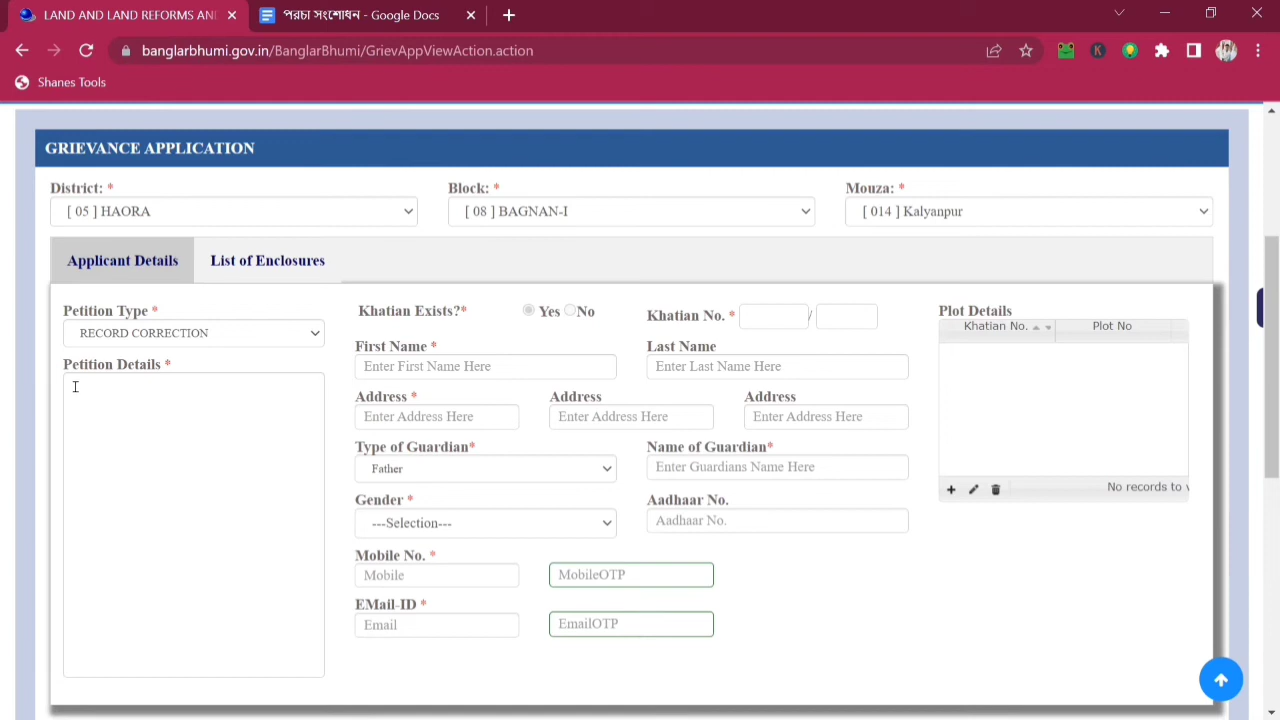 LAND AND LAND REFORMS AN
পরচা সংশোধন - Google Docs
banglarbhumi.gov.in/BanglarBhumi/GrievAppViewAction.action
K
Shanes Tools
GRIEVANCE APPLICATION
District: * Block: * Mouza: *
[ 05 ] HAORA [ 08 ] BAGNAN-I [ 014 ] Kalyanpur
Applicant Details List of Enclosures
Petition Type *
RECORD CORRECTION
Petition Details *
Khatian Exists?* Yes No Khatian No. * /
First Name * Last Name
Enter First Name Here Enter Last Name Here
Address * Address Address
Enter Address Here Enter Address Here Enter Address Here
Type of Guardian* Name of Guardian*
Father Enter Guardians Name Here
Gender * Aadhaar No.
---Selection--- Aadhaar No.
Mobile No. *
Mobile MobileOTP
EMail-ID *
Email EmailOTP
Plot Details
Khatian No. Plot No
No records to v